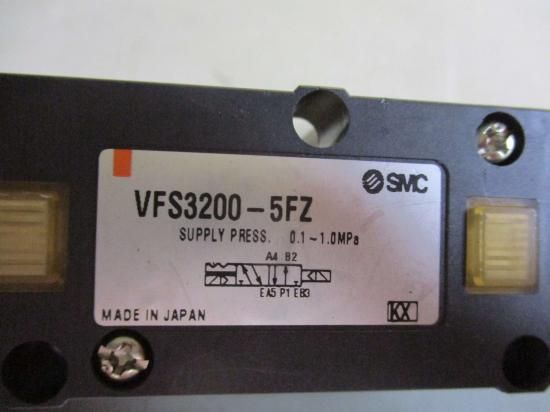 SMC
VFS3200-5FZ
SUPPLY PRESS. 0.1~1.0MPa
A4 B2
EA5 P1 EB3
MADE IN JAPAN KX